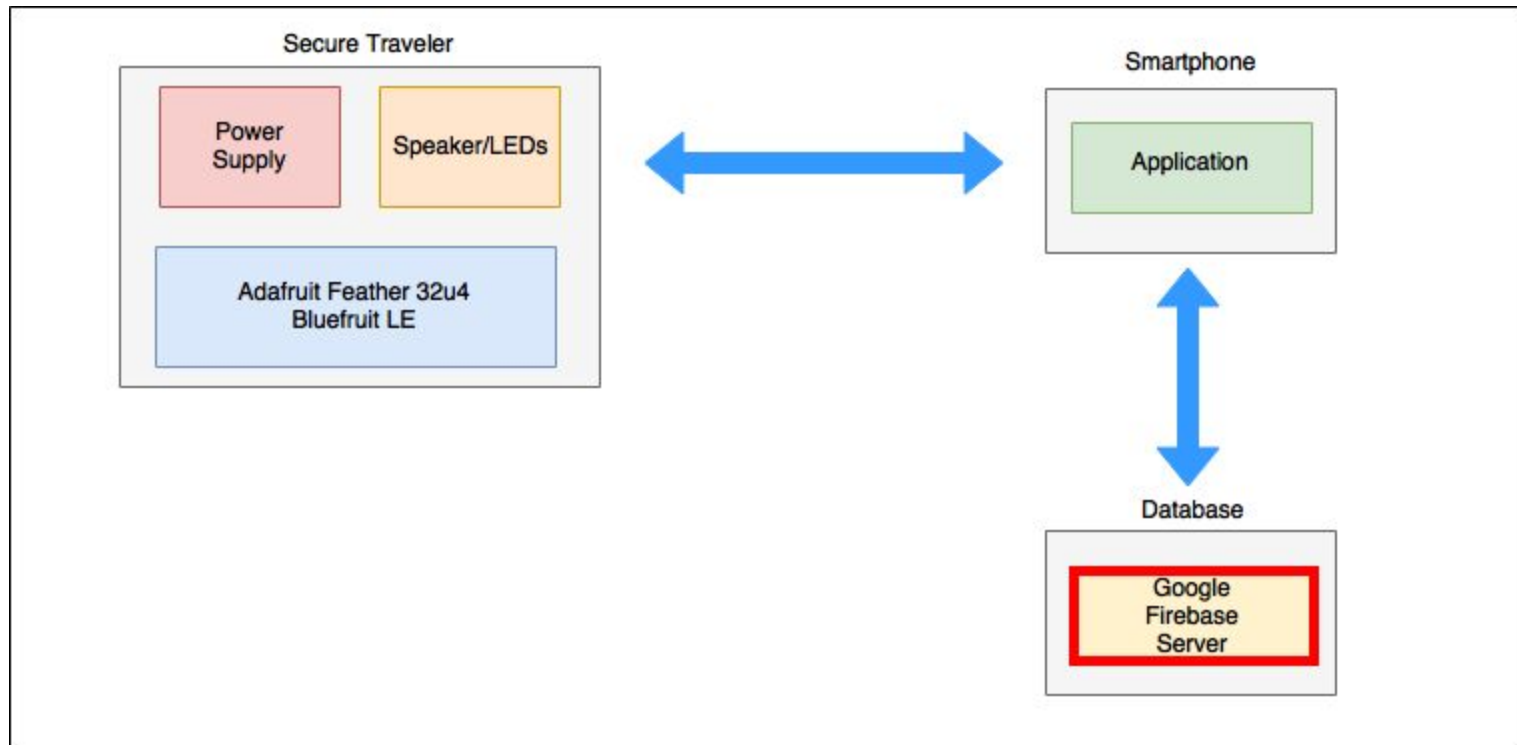 Secure Traveler
Power
Supply
Speaker/LEDs
Adafruit Feather 32u4
Bluefruit LE
Smartphone
Application
Database
Google
Firebase
Server